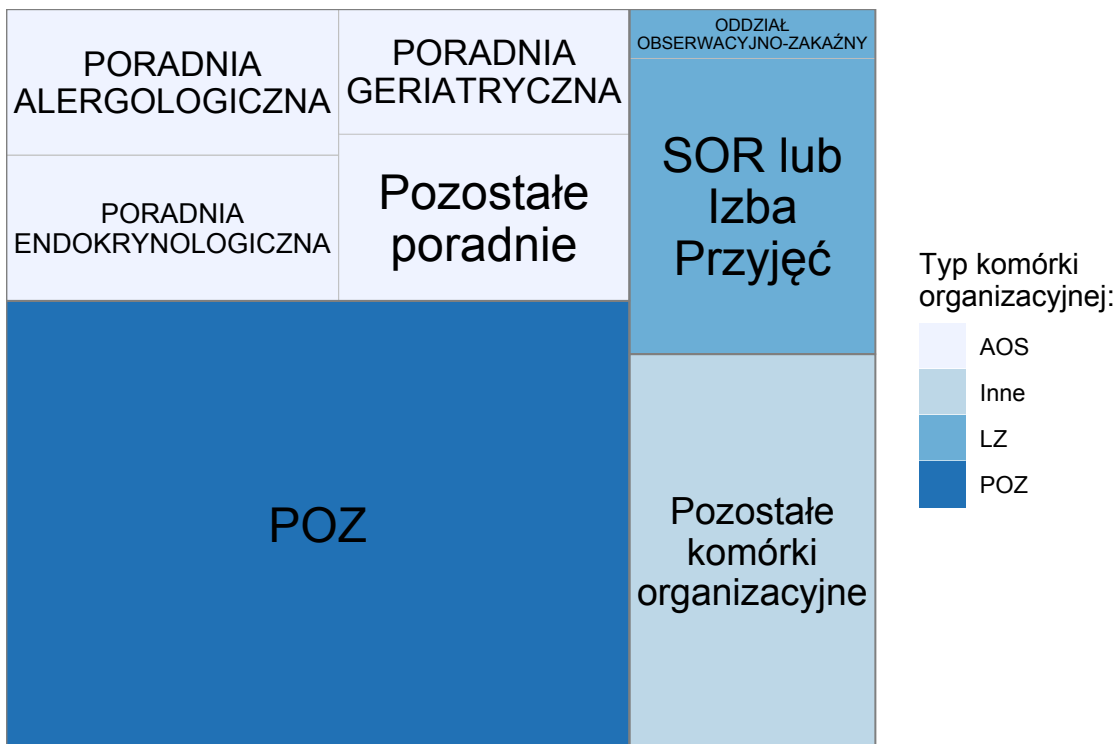 PORADNIA
ALERGOLOGICZNA
PORADNIA
GERIATRYCZNA
ODDZIAŁ
OBSERWACYJNO-ZAKAŹNY
PORADNIA
ENDOKRYNOLOGICZNA
Pozostałe
poradnie
SOR lub
Izba
Przyjęć
POZ
Pozostałe
komórki
organizacyjne
Typ komórki
organizacyjnej:
AOS
Inne
LZ
POZ